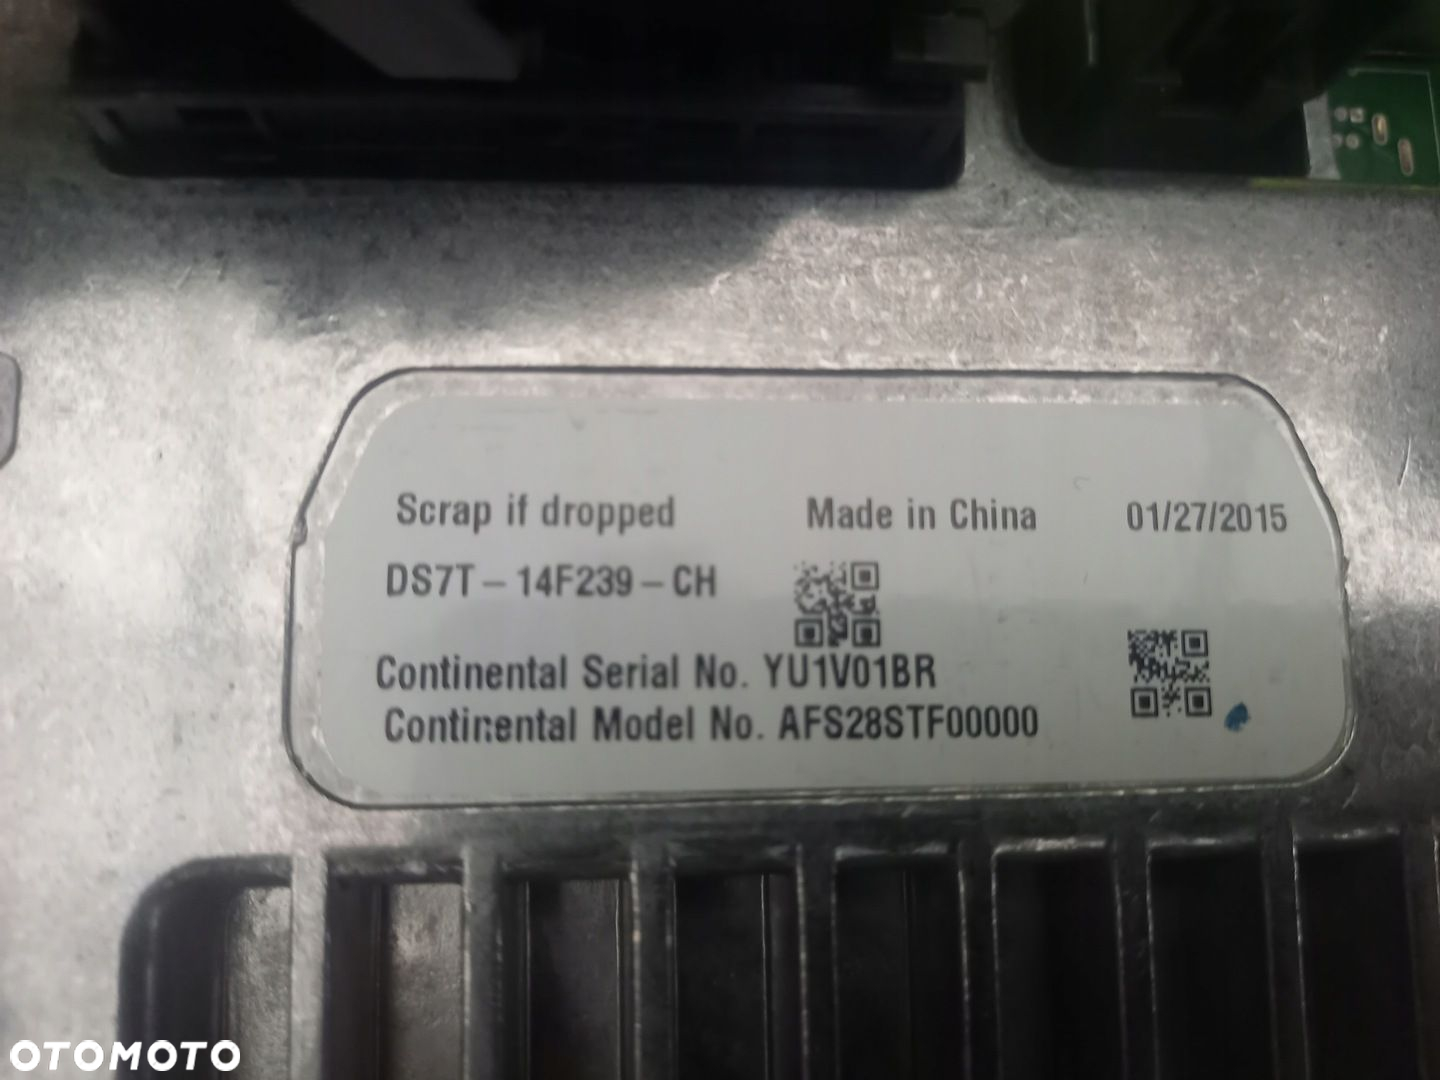 Scrap if dropped Made in China 01/27/2015
DS7T-14F239-CH
Continental Serial No. YU1V01BR
Continental Model No. AFS28STF00000
OTOMOTO